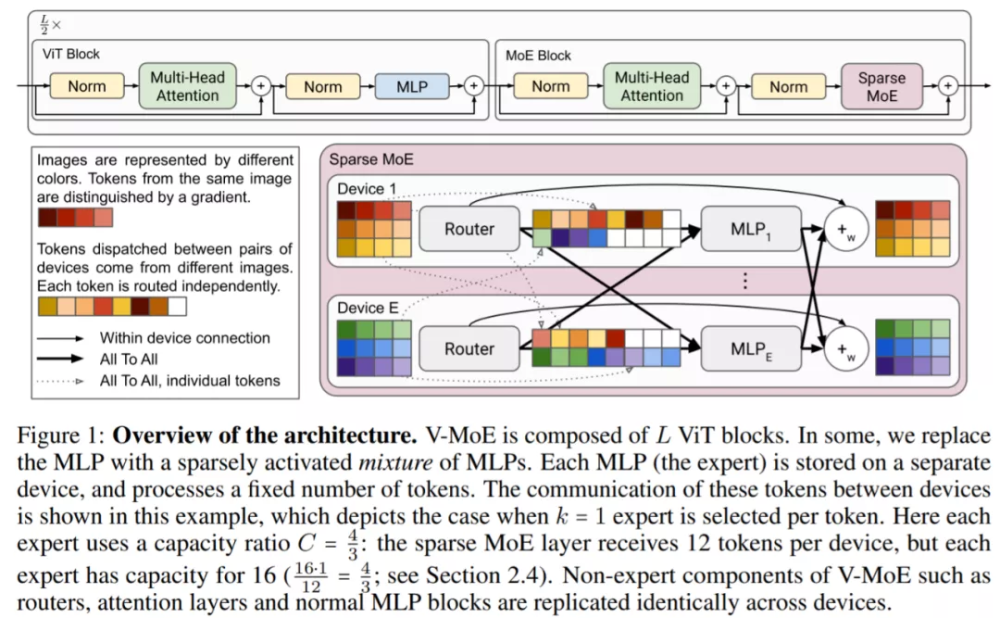 L/2 ×
ViT Block
Norm
Multi-Head
Attention
+
Norm
MLP
+
MoE Block
Norm
Multi-Head
Attention
+
Norm
Sparse
MoE
+
Images are represented by different
colors. Tokens from the same image
are distinguished by a gradient.
Tokens dispatched between pairs of
devices come from different images.
Each token is routed independently.
Within device connection
All To All
All To All, individual tokens
Sparse MoE
Device 1
Router
MLP₁
+w
⋮
Device E
Router
MLP_E
+w
Figure 1: Overview of the architecture. V-MoE is composed of L ViT blocks. In some, we replace
the MLP with a sparsely activated mixture of MLPs. Each MLP (the expert) is stored on a separate
device, and processes a fixed number of tokens. The communication of these tokens between devices
is shown in this example, which depicts the case when k = 1 expert is selected per token. Here each
expert uses a capacity ratio C = 4/3: the sparse MoE layer receives 12 tokens per device, but each
expert has capacity for 16 (16·1/12 = 4/3; see Section 2.4). Non-expert components of V-MoE such as
routers, attention layers and normal MLP blocks are replicated identically across devices.